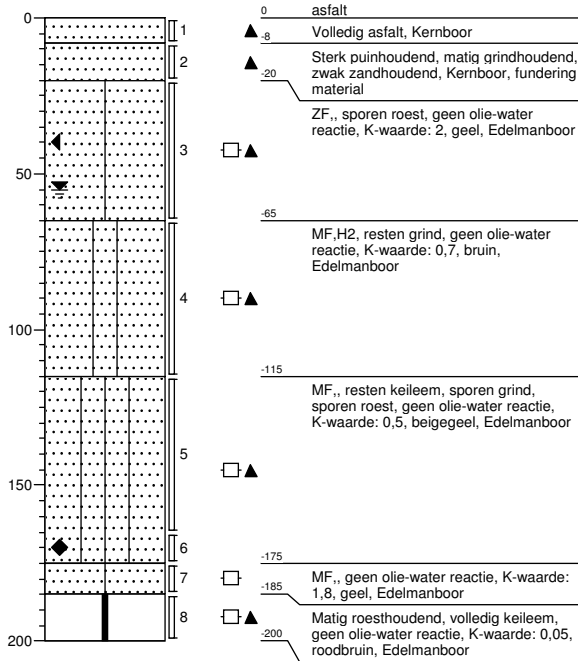 0
50
100
150
200
1
2
3
4
5
6
7
8
0
asfalt
-8
Volledig asfalt, Kernboor
-20
Sterk puinhoudend, matig grindhoudend,
zwak zandhoudend, Kernboor, fundering
material
ZF,, sporen roest, geen olie-water
reactie, K-waarde: 2, geel, Edelmanboor
-65
MF,H2, resten grind, geen olie-water
reactie, K-waarde: 0,7, bruin,
Edelmanboor
-115
MF,, resten keileem, sporen grind,
sporen roest, geen olie-water reactie,
K-waarde: 0,5, beigegeel, Edelmanboor
-175
MF,, geen olie-water reactie, K-waarde:
1,8, geel, Edelmanboor
-185
Matig roesthoudend, volledig keileem,
geen olie-water reactie, K-waarde: 0,05,
roodbruin, Edelmanboor
-200